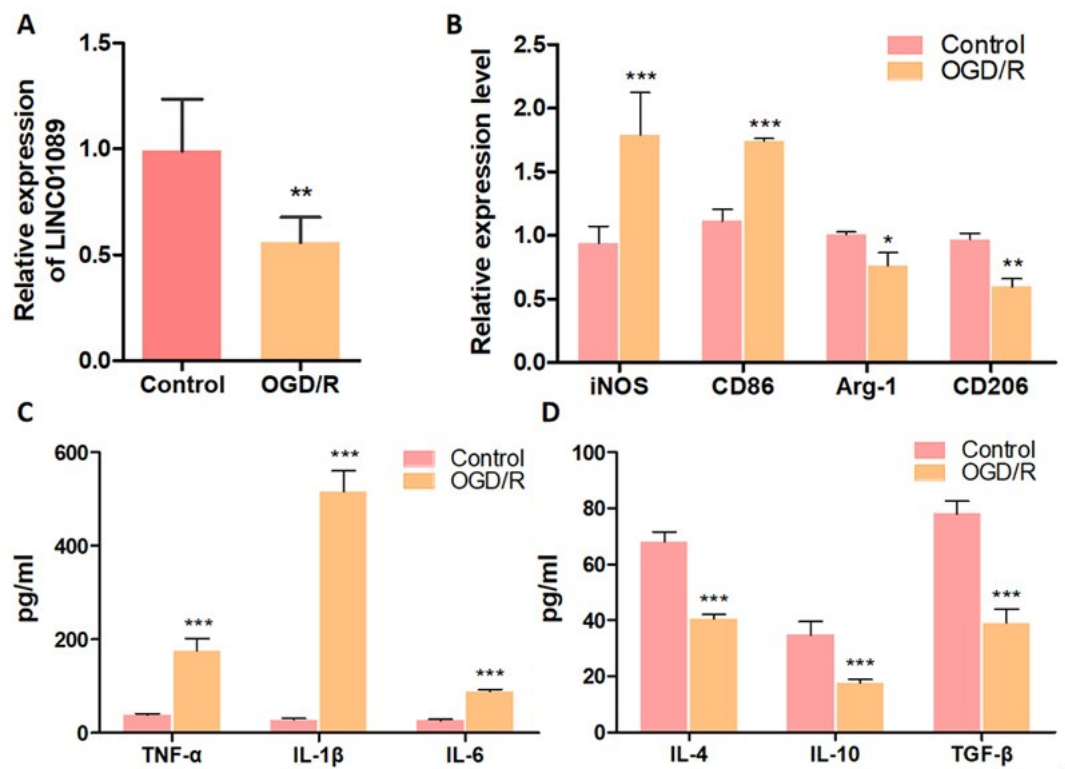 A
Relative expression
of LINC01089
1.5
1.0
0.5
0.0
**
Control
OGD/R
B
Relative expression level
2.5
2.0
1.5
1.0
0.5
0.0
Control
OGD/R
***
***
*
**
iNOS
CD86
Arg-1
CD206
C
pg/ml
600
400
200
0
Control
OGD/R
***
***
***
TNF-α
IL-1β
IL-6
D
pg/ml
100
80
60
40
20
0
Control
OGD/R
***
***
***
IL-4
IL-10
TGF-β